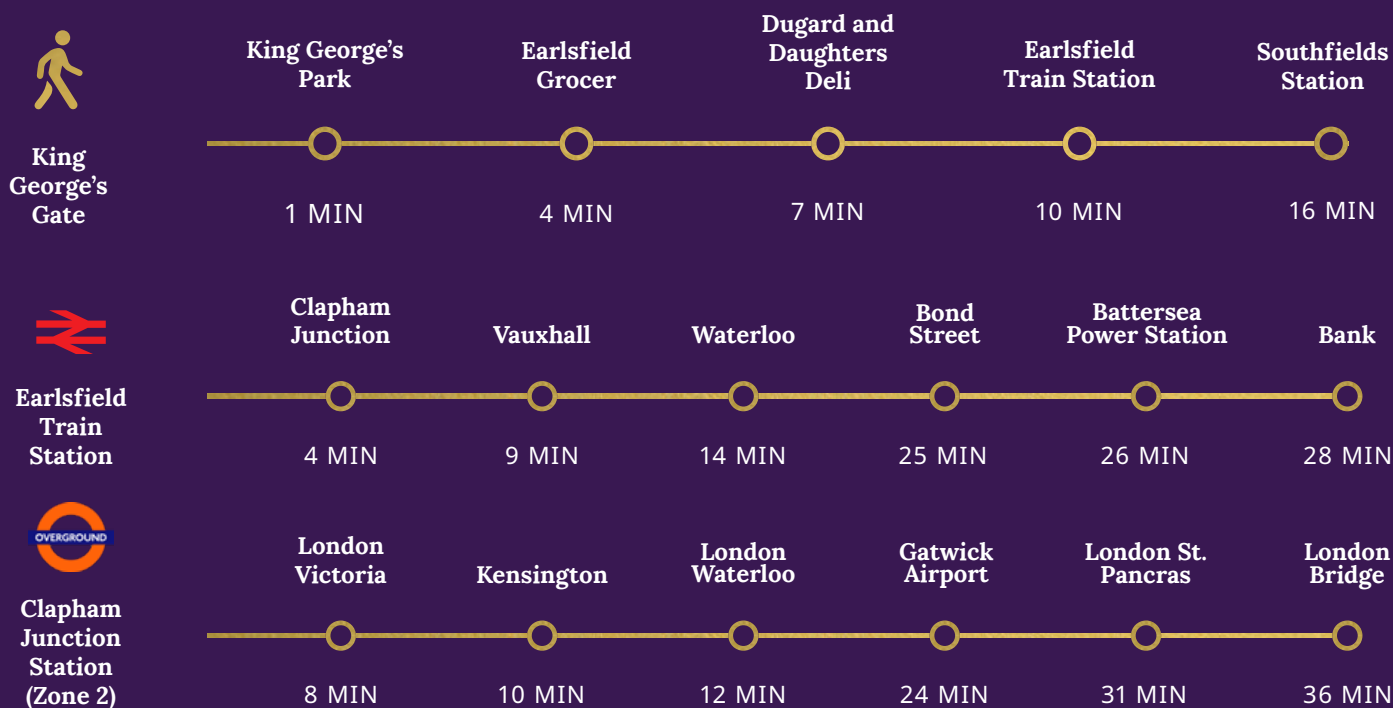 King George's
Park
Earlsfield
Grocer
Dugard and
Daughters
Deli
Earlsfield
Train Station
Southfields
Station
King
George's
Gate
1 MIN
4 MIN
7 MIN
10 MIN
16 MIN
Clapham
Junction
Vauxhall
Waterloo
Bond
Street
Battersea
Power Station
Bank
Earlsfield
Train
Station
4 MIN
9 MIN
14 MIN
25 MIN
26 MIN
28 MIN
OVERGROUND
London
Victoria
Kensington
London
Waterloo
Gatwick
Airport
London St.
Pancras
London
Bridge
Clapham
Junction
Station
(Zone 2)
8 MIN
10 MIN
12 MIN
24 MIN
31 MIN
36 MIN